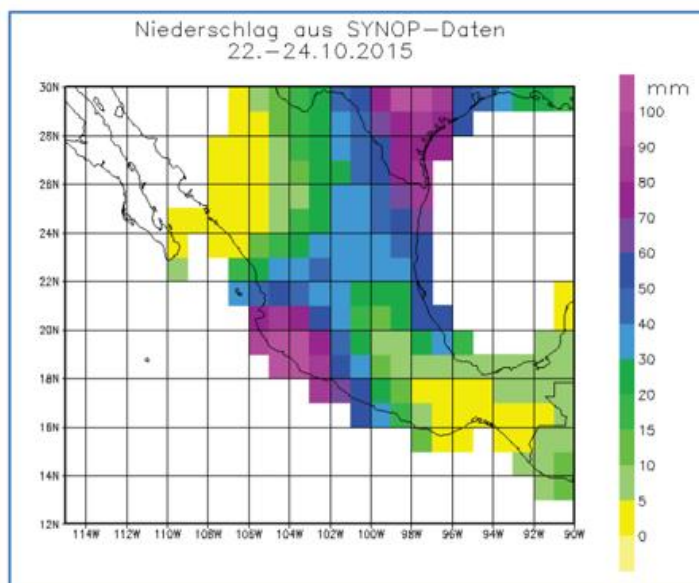 Niederschlag aus SYNOP-Daten
22.-24.10.2015
mm
30N
28N
26N
24N
22N
20N
18N
16N
14N
12N
114W 112W 110W 108W 106W 104W 102W 100W 98W 96W 94W 92W 90W
100
90
80
70
60
50
40
30
20
15
10
5
0